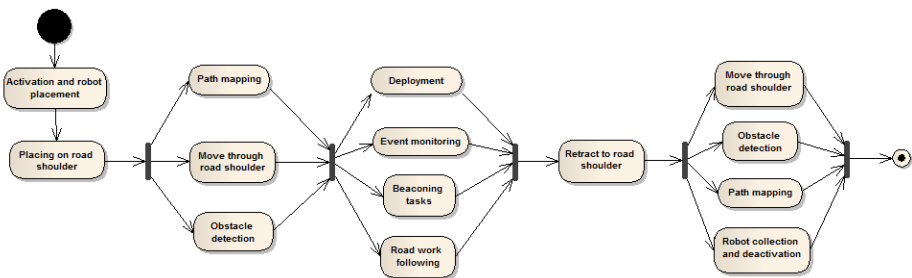 Activation and robot
placement
Placing on road
shoulder
Path mapping
Move through
road shoulder
Obstacle
detection
Deployment
Event monitoring
Beaconing
tasks
Road work
following
Retract to road
shoulder
Move through
road shoulder
Obstacle
detection
Path mapping
Robot collection
and deactivation